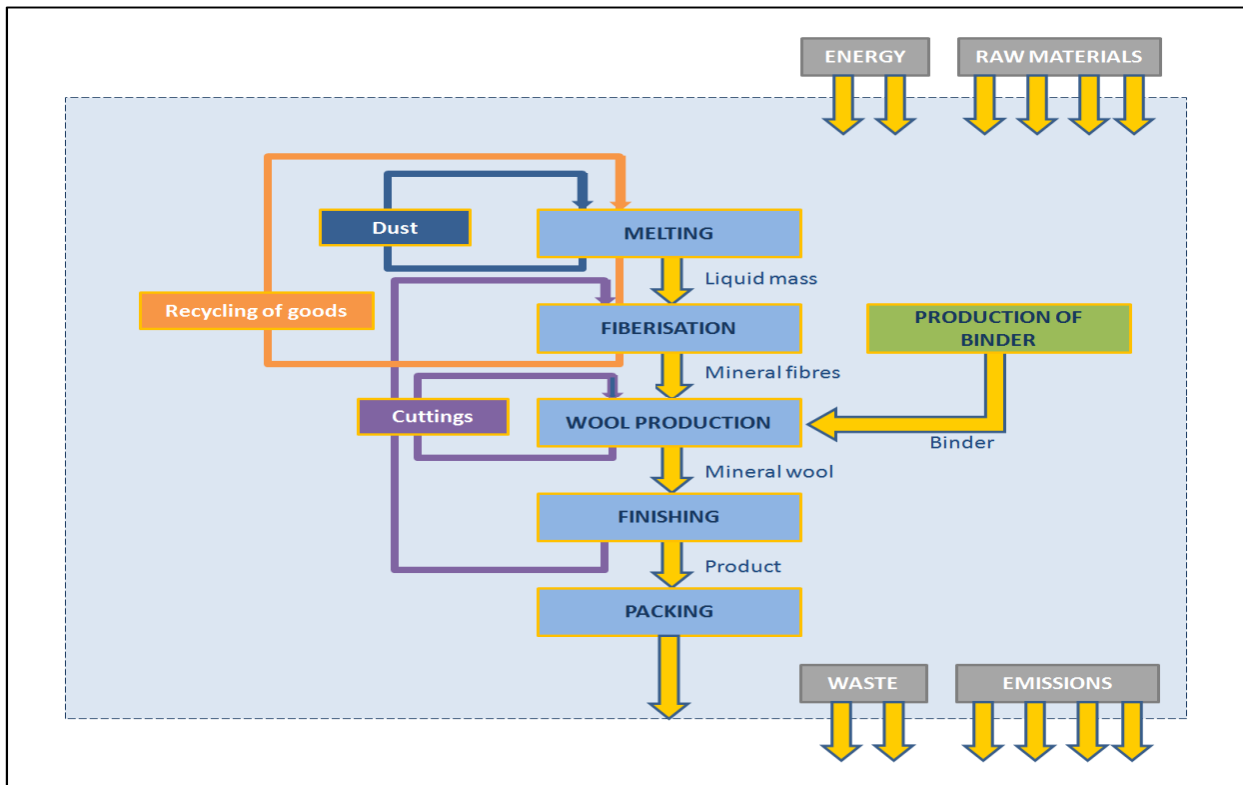 ENERGY
RAW MATERIALS
Dust
MELTING
Liquid mass
Recycling of goods
FIBERISATION
PRODUCTION OF
BINDER
Mineral fibres
Cuttings
WOOL PRODUCTION
Binder
Mineral wool
FINISHING
Product
PACKING
WASTE
EMISSIONS